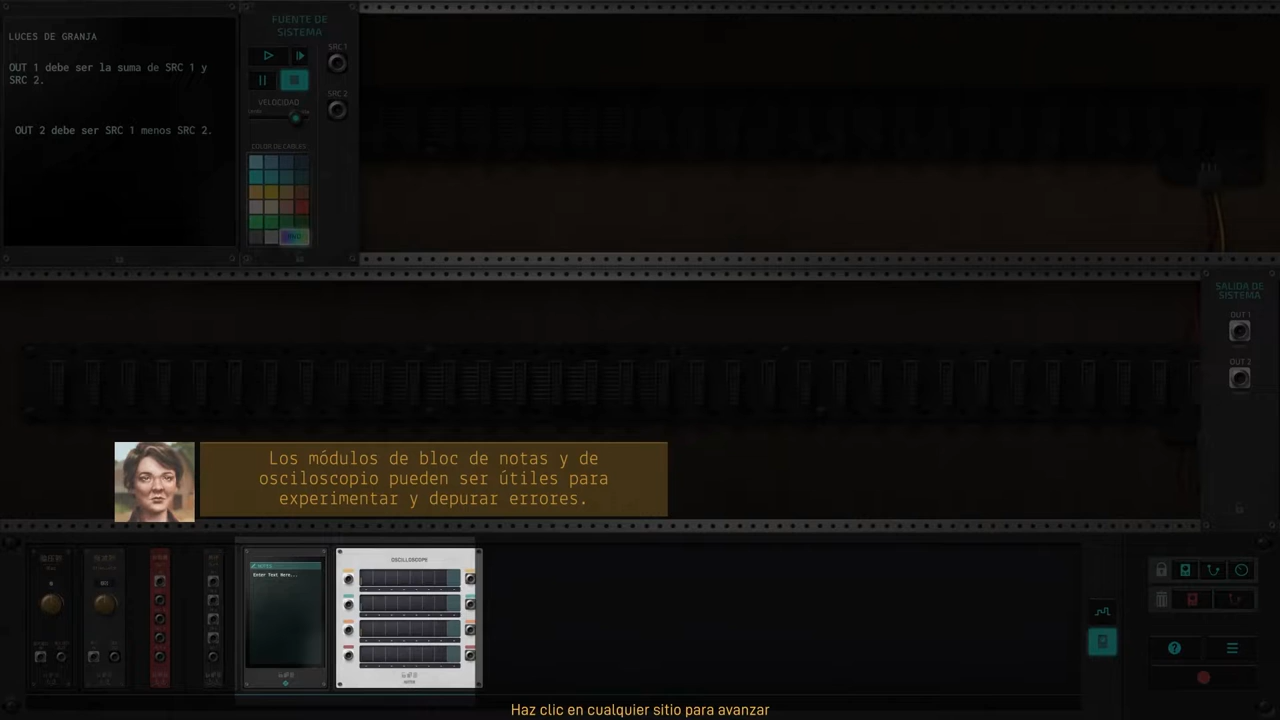 LUCES DE GRANJA
OUT 1 debe ser la suma de SRC 1 y
SRC 2.
OUT 2 debe ser SRC 1 menos SRC 2.
FUENTE DE
SISTEMA
SRC 1
SRC 2
VELOCIDAD
COLOR DE CABLES
SALIDA DE
SISTEMA
OUT 1
OUT 2
Los módulos de bloc de notas y de
osciloscopio pueden ser útiles para
experimentar y depurar errores.
NOTES
Enter Text Here...
OSCILLOSCOPE
Haz clic en cualquier sitio para avanzar